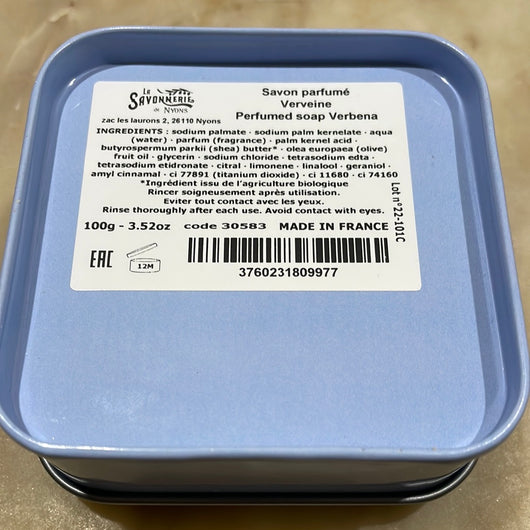 La
SAVONNERIE
de NYONS
zac les laurons 2, 26110 Nyons
Savon parfumé
Verveine
Perfumed soap Verbena
INGREDIENTS : sodium palmate · sodium palm kernelate · aqua
(water) · parfum (fragrance) · palm kernel acid ·
butyrospermum parkii (shea) butter* · olea europaea (olive)
fruit oil · glycerin · sodium chloride · tetrasodium edta ·
tetrasodium etidronate · citral · limonene · linalool · geraniol ·
amyl cinnamal · ci 77891 (titanium dioxide) · ci 11680 · ci 74160
*Ingrédient issu de l'agriculture biologique
Rincer soigneusement après utilisation.
Eviter tout contact avec les yeux.
Rinse thoroughly after each use. Avoid contact with eyes.
100g - 3.52oz code 30583 MADE IN FRANCE
Lot n°22-101C
EAC
12M
3760231809977